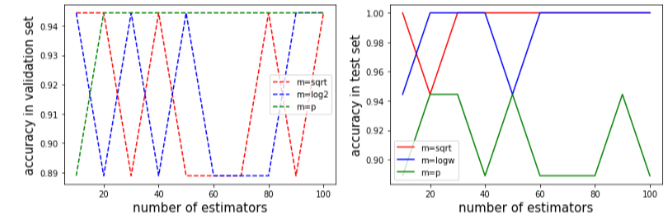 accuracy in validation set
0.94
0.93
0.92
0.91
0.90
0.89
m=sqrt
m=log2
m=p
20
40
60
80
100
number of estimators
accuracy in test set
1.00
0.98
0.96
0.94
0.92
0.90
m=sqrt
m=logw
m=p
20
40
60
80
100
number of estimators